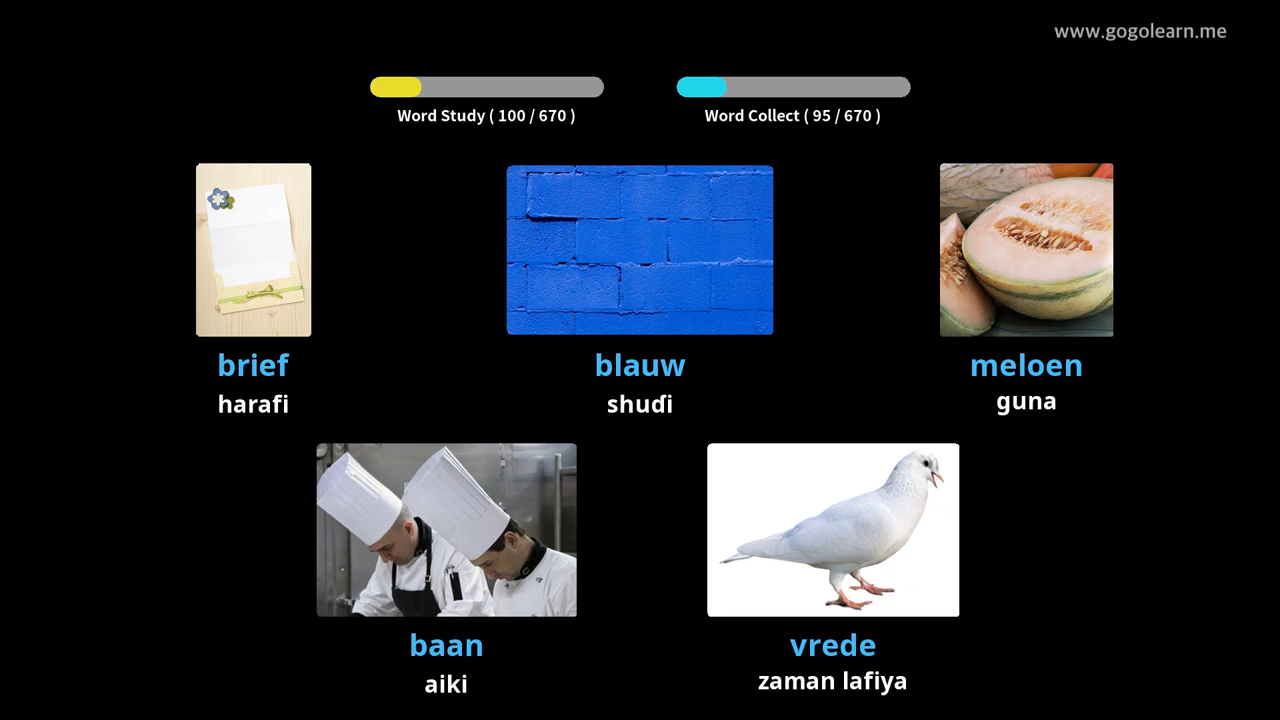 www.gogolearn.me
Word Study ( 100 / 670 )
Word Collect ( 95 / 670 )
brief
harafi
blauw
shuɗi
meloen
guna
baan
aiki
vrede
zaman lafiya